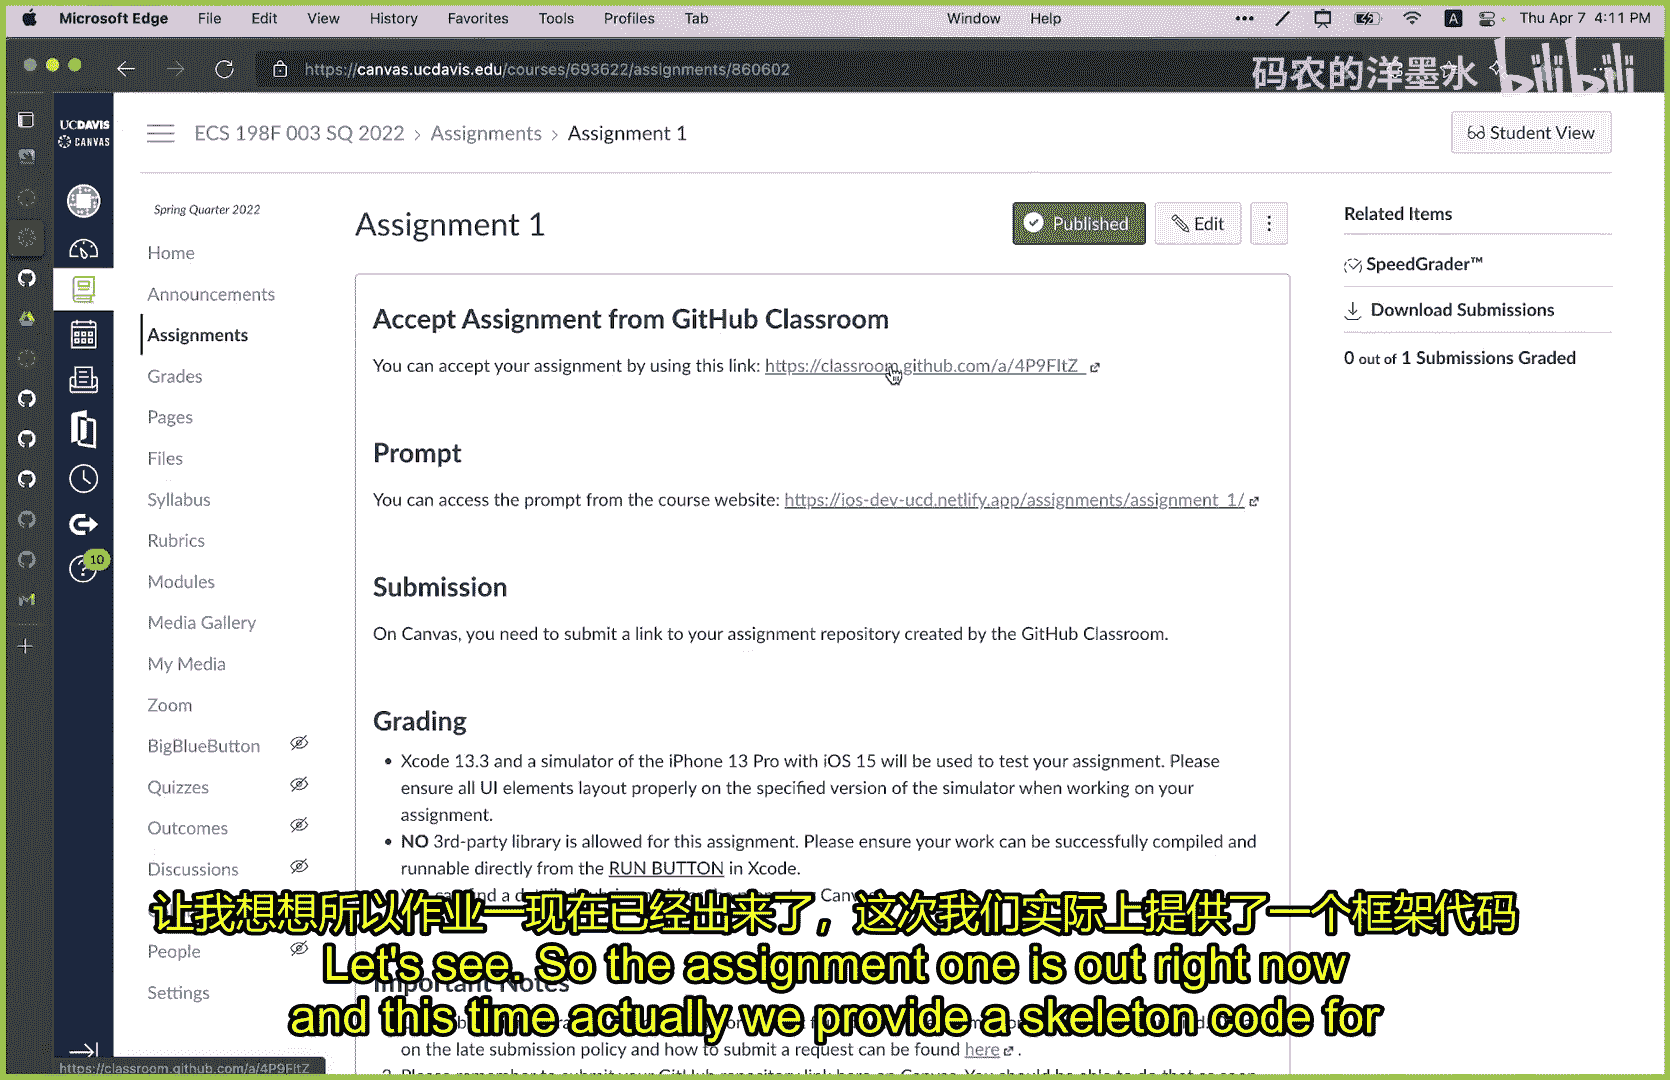 Microsoft Edge File Edit View History Favorites Tools Profiles Tab Window Help Thu Apr 7 4:11 PM
https://canvas.ucdavis.edu/courses/693622/assignments/860602
码农的洋墨水 bilibili
UCDAVIS
CANVAS
ECS 198F 003 SQ 2022 > Assignments > Assignment 1
Student View
Spring Quarter 2022
Home
Announcements
Assignments
Grades
Pages
Files
Syllabus
Rubrics
Modules
Media Gallery
My Media
Zoom
BigBlueButton
Quizzes
Outcomes
Discussions
People
Settings
10
Assignment 1
Published
Edit
Accept Assignment from GitHub Classroom
You can accept your assignment by using this link: https://classroom.github.com/a/4P9FItZ_
Prompt
You can access the prompt from the course website: https://ios-dev-ucd.netlify.app/assignments/assignment_1/
Submission
On Canvas, you need to submit a link to your assignment repository created by the GitHub Classroom.
Grading
• Xcode 13.3 and a simulator of the iPhone 13 Pro with iOS 15 will be used to test your assignment. Please
ensure all UI elements layout properly on the specified version of the simulator when working on your
assignment.
• NO 3rd-party library is allowed for this assignment. Please ensure your work can be successfully compiled and
runnable directly from the RUN BUTTON in Xcode.
Important Notes
on the late submission policy and how to submit a request can be found here.
Related Items
SpeedGrader™
Download Submissions
0 out of 1 Submissions Graded
让我想想所以作业一现在已经出来了，这次我们实际上提供了一个框架代码
Let's see. So the assignment one is out right now
and this time actually we provide a skeleton code for
https://classroom.github.com/a/4P9FItZ